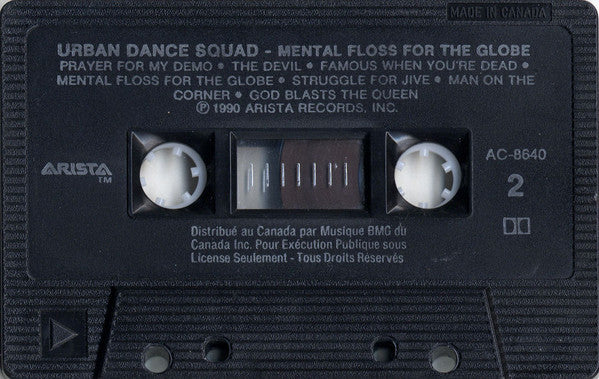 MADE IN CANADA
URBAN DANCE SQUAD - MENTAL FLOSS FOR THE GLOBE
PRAYER FOR MY DEMO • THE DEVIL • FAMOUS WHEN YOU'RE DEAD •
MENTAL FLOSS FOR THE GLOBE • STRUGGLE FOR JIVE • MAN ON THE
CORNER • GOD BLASTS THE QUEEN
Ⓟ 1990 ARISTA RECORDS, INC.
ARISTA
TM
AC-8640
2
Distribué au Canada par Musique BMG du
Canada Inc. Pour Exécution Publique sous
License Seulement - Tous Droits Réservés